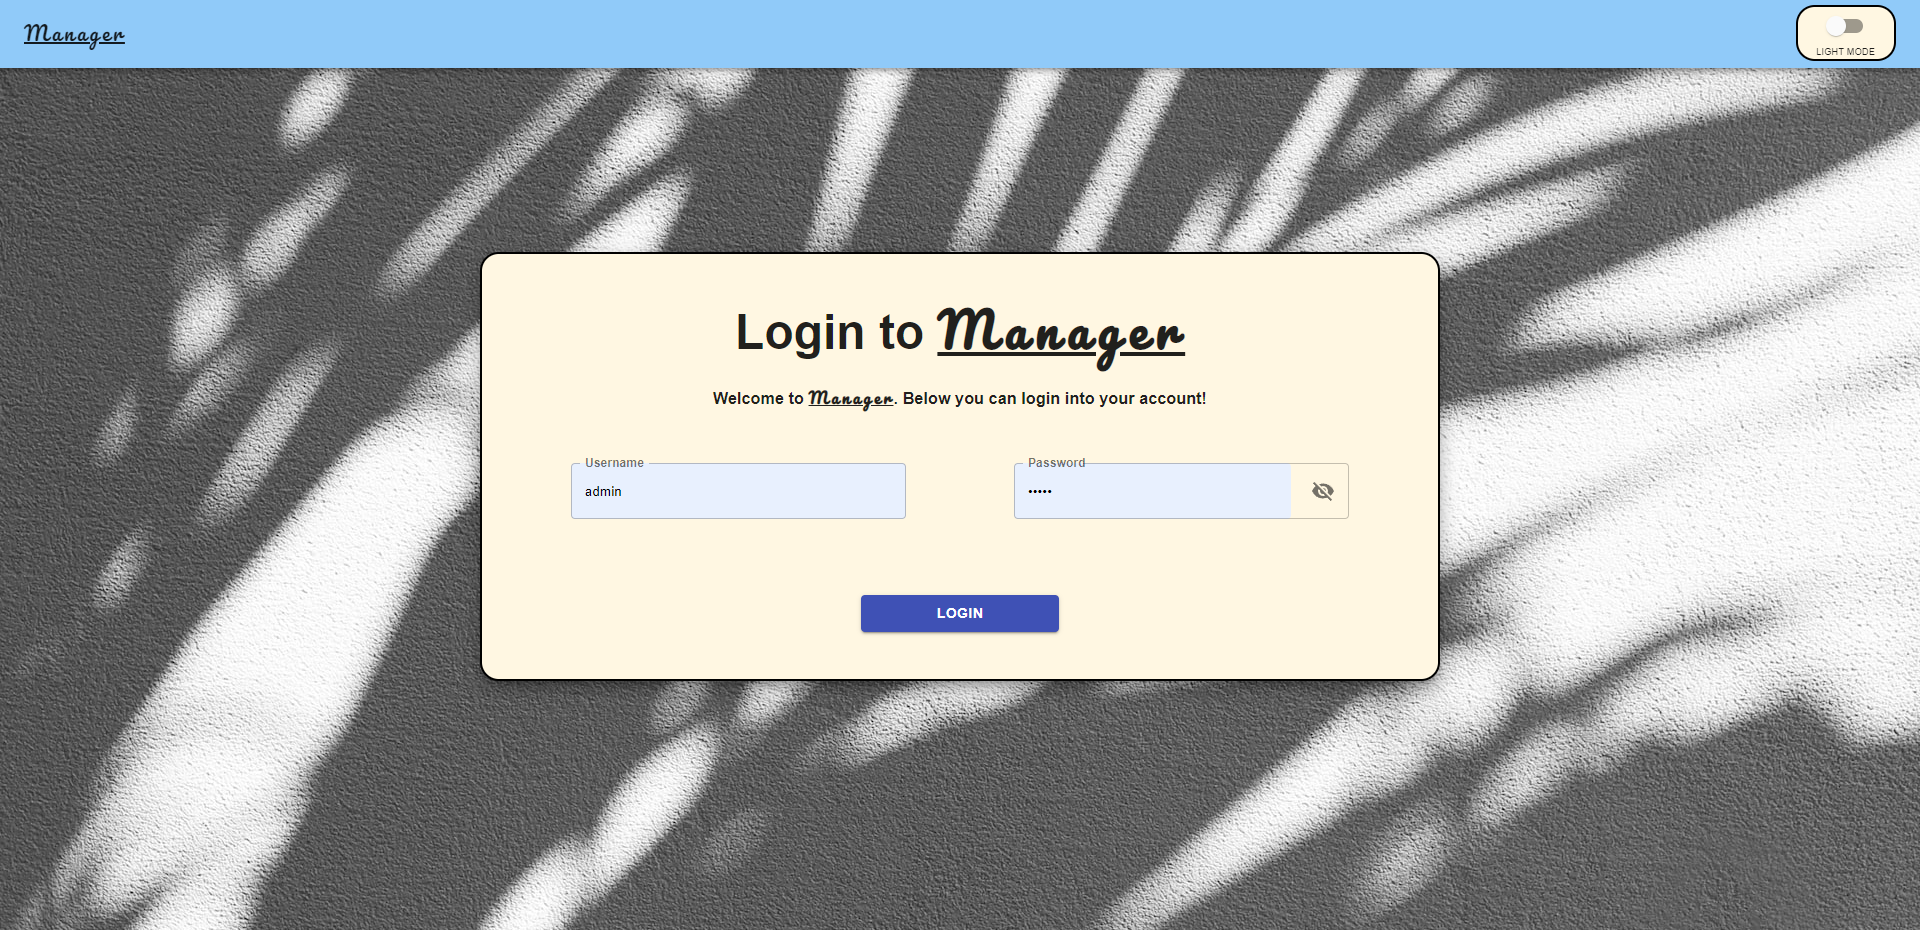 Manager
LIGHT MODE
Login to Manager
Welcome to Manager. Below you can login into your account!
Username
admin
Password
•••••
LOGIN